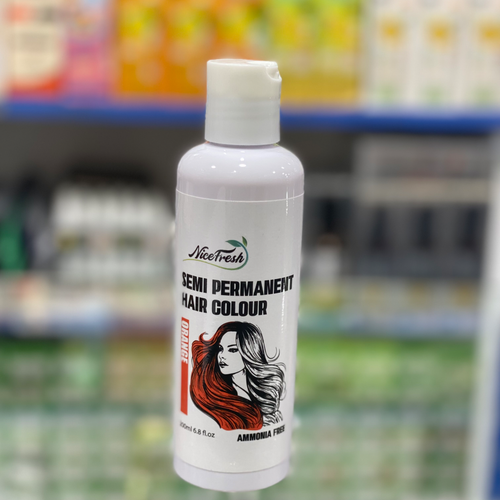 NiceFresh
SEMI PERMANENT
HAIR COLOUR
ORANGE
200ml 6.8 fl.oz
AMMONIA FREE